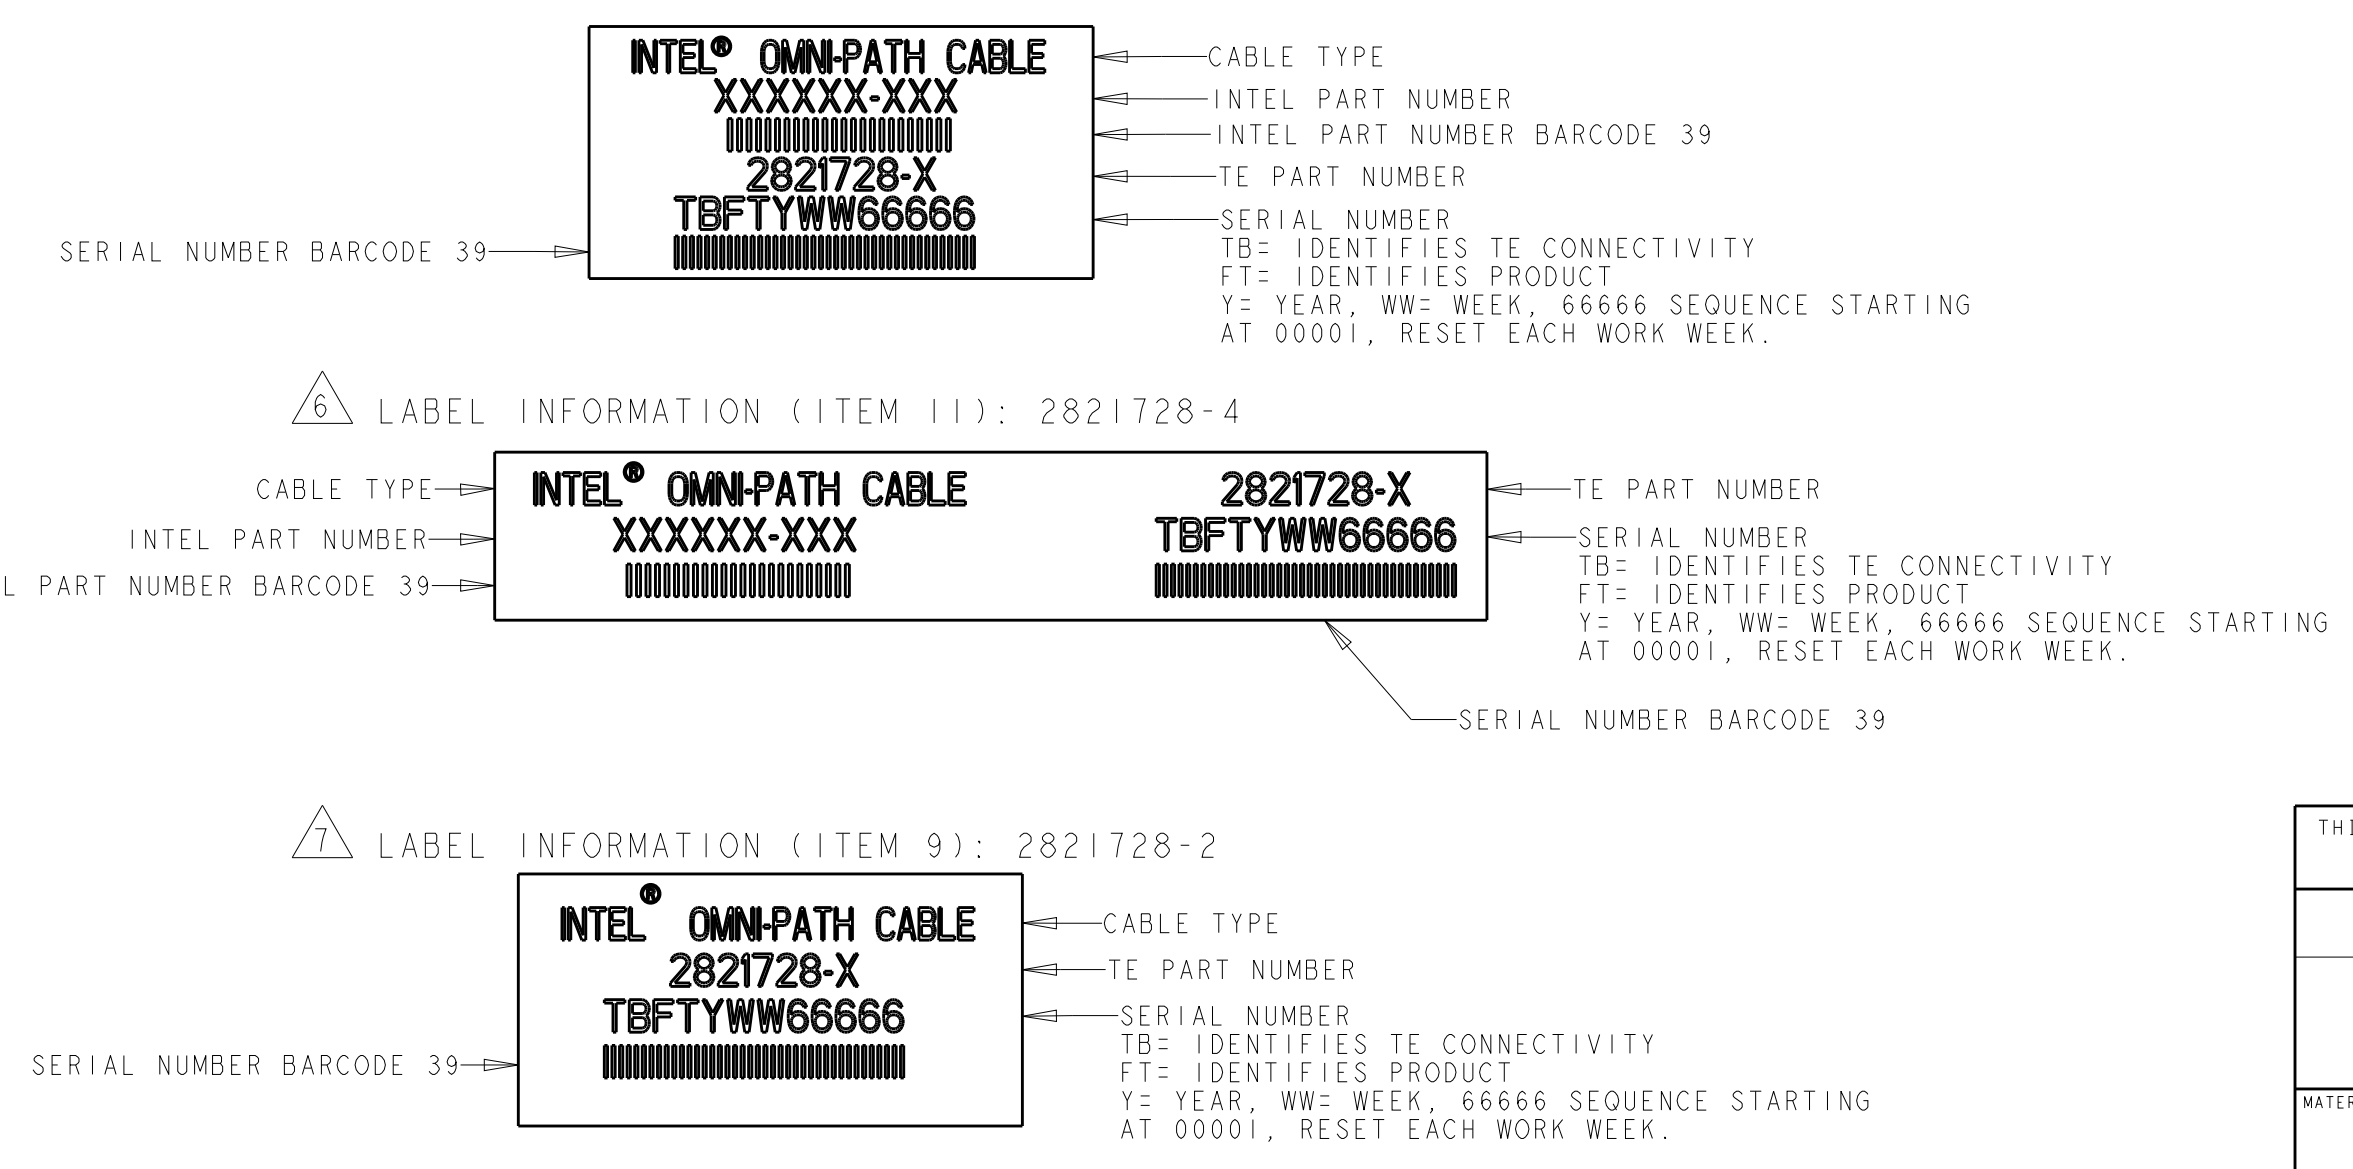 INTEL® OMNI-PATH CABLE
XXXXXX-XXX
2821728-X
TBFTYWW66666
CABLE TYPE
INTEL PART NUMBER
INTEL PART NUMBER BARCODE 39
TE PART NUMBER
SERIAL NUMBER
TB= IDENTIFIES TE CONNECTIVITY
FT= IDENTIFIES PRODUCT
Y= YEAR, WW= WEEK, 66666 SEQUENCE STARTING
AT 00001, RESET EACH WORK WEEK.
SERIAL NUMBER BARCODE 39
6 LABEL INFORMATION (ITEM 11): 2821728-4
CABLE TYPE
INTEL PART NUMBER
L PART NUMBER BARCODE 39
INTEL® OMNI-PATH CABLE
XXXXXX-XXX
2821728-X
TBFTYWW66666
TE PART NUMBER
SERIAL NUMBER
TB= IDENTIFIES TE CONNECTIVITY
FT= IDENTIFIES PRODUCT
Y= YEAR, WW= WEEK, 66666 SEQUENCE STARTING
AT 00001, RESET EACH WORK WEEK.
SERIAL NUMBER BARCODE 39
7 LABEL INFORMATION (ITEM 9): 2821728-2
INTEL® OMNI-PATH CABLE
2821728-X
TBFTYWW66666
CABLE TYPE
TE PART NUMBER
SERIAL NUMBER
TB= IDENTIFIES TE CONNECTIVITY
FT= IDENTIFIES PRODUCT
Y= YEAR, WW= WEEK, 66666 SEQUENCE STARTING
AT 00001, RESET EACH WORK WEEK.
SERIAL NUMBER BARCODE 39
THI
MATER